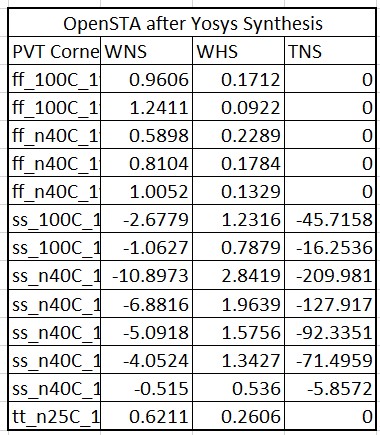 OpenSTA after Yosys Synthesis
PVT Corne WNS WHS TNS
ff_100C_1 0.9606 0.1712 0
ff_100C_1 1.2411 0.0922 0
ff_n40C_1 0.5898 0.2289 0
ff_n40C_1 0.8104 0.1784 0
ff_n40C_1 1.0052 0.1329 0
ss_100C_1 -2.6779 1.2316 -45.7158
ss_100C_1 -1.0627 0.7879 -16.2536
ss_n40C_1 -10.8973 2.8419 -209.981
ss_n40C_1 -6.8816 1.9639 -127.917
ss_n40C_1 -5.0918 1.5756 -92.3351
ss_n40C_1 -4.0524 1.3427 -71.4959
ss_n40C_1 -0.515 0.536 -5.8572
tt_n25C_1 0.6211 0.2606 0